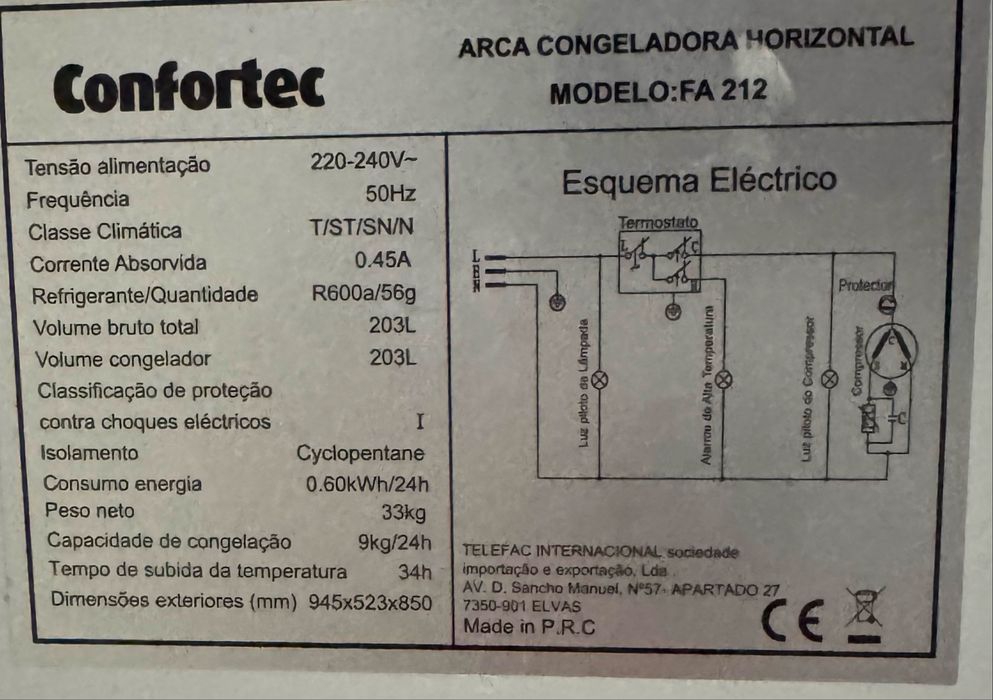 Confortec
ARCA CONGELADORA HORIZONTAL
MODELO:FA 212
Tensão alimentação 220-240V~
Frequência 50Hz
Classe Climática T/ST/SN/N
Corrente Absorvida 0.45A
Refrigerante/Quantidade R600a/56g
Volume bruto total 203L
Volume congelador 203L
Classificação de proteção
contra choques eléctricos I
Isolamento Cyclopentane
Consumo energia 0.60kWh/24h
Peso neto 33kg
Capacidade de congelação 9kg/24h
Tempo de subida da temperatura 34h
Dimensões exteriores (mm) 945x523x850
Esquema Eléctrico
Termostato
L C
L
E
N
Protector
Luz piloto da Lâmpada
de Alta Temperatura
Luz piloto do Compressor
Compressor
C
TELEFAC INTERNACIONAL sociedade
importação e exportação, Lda.
AV. D. Sancho Manuel, Nº57- APARTADO 27
7350-901 ELVAS
Made in P.R.C
CE